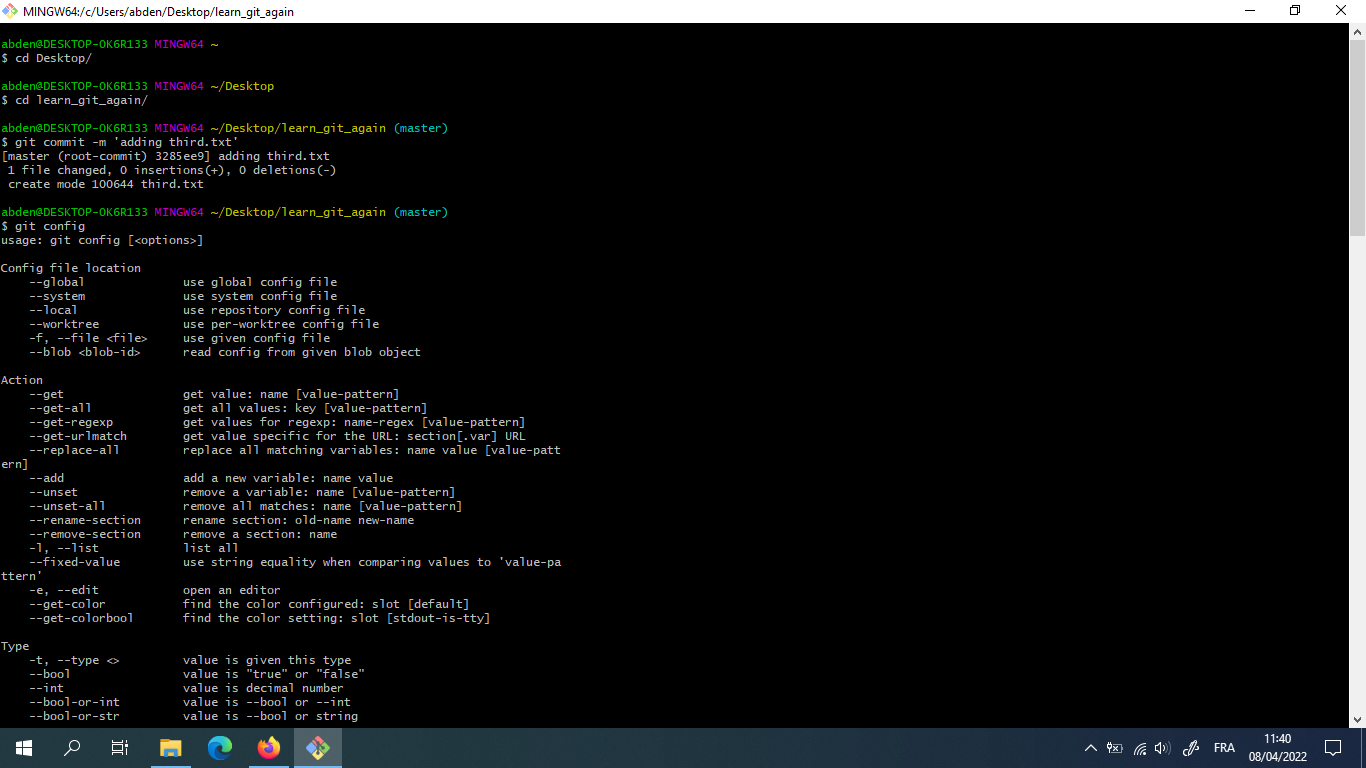 MINGW64:/c/Users/abden/Desktop/learn_git_again
abden@DESKTOP-OK6R133 MINGW64 ~
$ cd Desktop/
abden@DESKTOP-OK6R133 MINGW64 ~/Desktop
$ cd learn_git_again/
abden@DESKTOP-OK6R133 MINGW64 ~/Desktop/learn_git_again (master)
$ git commit -m 'adding third.txt'
[master (root-commit) 3285ee9] adding third.txt
 1 file changed, 0 insertions(+), 0 deletions(-)
 create mode 100644 third.txt
abden@DESKTOP-OK6R133 MINGW64 ~/Desktop/learn_git_again (master)
$ git config
usage: git config [<options>]
Config file location
    --global              use global config file
    --system              use system config file
    --local               use repository config file
    --worktree            use per-worktree config file
    -f, --file <file>     use given config file
    --blob <blob-id>      read config from given blob object
Action
    --get                 get value: name [value-pattern]
    --get-all             get all values: key [value-pattern]
    --get-regexp          get values for regexp: name-regex [value-pattern]
    --get-urlmatch        get value specific for the URL: section[.var] URL
    --replace-all         replace all matching variables: name value [value-patt
ern]
    --add                 add a new variable: name value
    --unset               remove a variable: name [value-pattern]
    --unset-all           remove all matches: name [value-pattern]
    --rename-section      rename section: old-name new-name
    --remove-section      remove a section: name
    -l, --list            list all
    --fixed-value         use string equality when comparing values to 'value-pa
ttern'
    -e, --edit            open an editor
    --get-color           find the color configured: slot [default]
    --get-colorbool       find the color setting: slot [stdout-is-tty]
Type
    -t, --type <>         value is given this type
    --bool                value is "true" or "false"
    --int                 value is decimal number
    --bool-or-int         value is --bool or --int
    --bool-or-str         value is --bool or string
FRA
11:40
08/04/2022